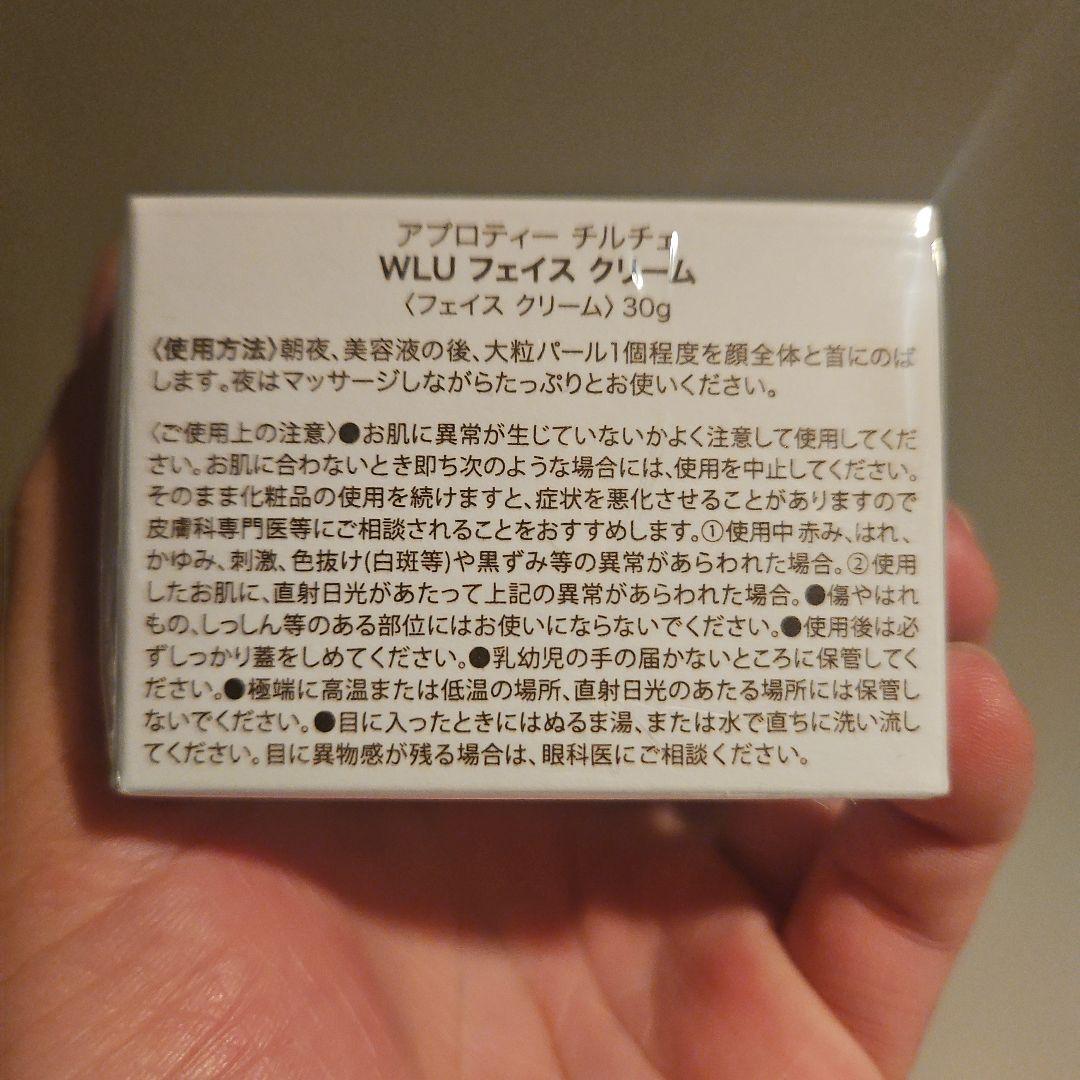 アプロティー チルチェ
WLU フェイス クリーム
〈フェイス クリーム〉30g
〈使用方法〉朝夜、美容液の後、大粒パール1個程度を顔全体と首にのば
します。夜はマッサージしながらたっぷりとお使いください。
〈ご使用上の注意〉●お肌に異常が生じていないかよく注意して使用してくだ
さい。お肌に合わないとき即ち次のような場合には、使用を中止してください。
そのまま化粧品の使用を続けますと、症状を悪化させることがありますので
皮膚科専門医等にご相談されることをおすすめします。①使用中 赤み、はれ、
かゆみ、刺激、色抜け(白斑等)や黒ずみ等の異常があらわれた場合。②使用
したお肌に、直射日光があたって上記の異常があらわれた場合。●傷やはれ
もの、しっしん等のある部位にはお使いにならないでください。●使用後は必
ずしっかり蓋をしめてください。●乳幼児の手の届かないところに保管してく
ださい。●極端に高温または低温の場所、直射日光のあたる場所には保管し
ないでください。●目に入ったときにはぬるま湯、または水で直ちに洗い流し
てください。目に異物感が残る場合は、眼科医にご相談ください。